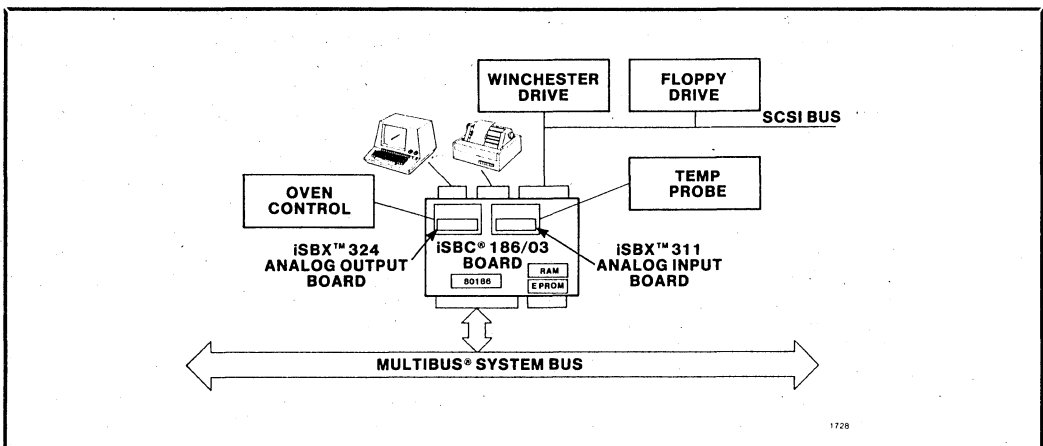 WINCHESTER
DRIVE
FLOPPY
DRIVE
SCSI BUS
OVEN
CONTROL
TEMP
PROBE
iSBX™ 324
ANALOG OUTPUT
BOARD
iSBC® 186/03
BOARD
80186
RAM
EPROM
iSBX™ 311
ANALOG INPUT
BOARD
MULTIBUS® SYSTEM BUS
1728